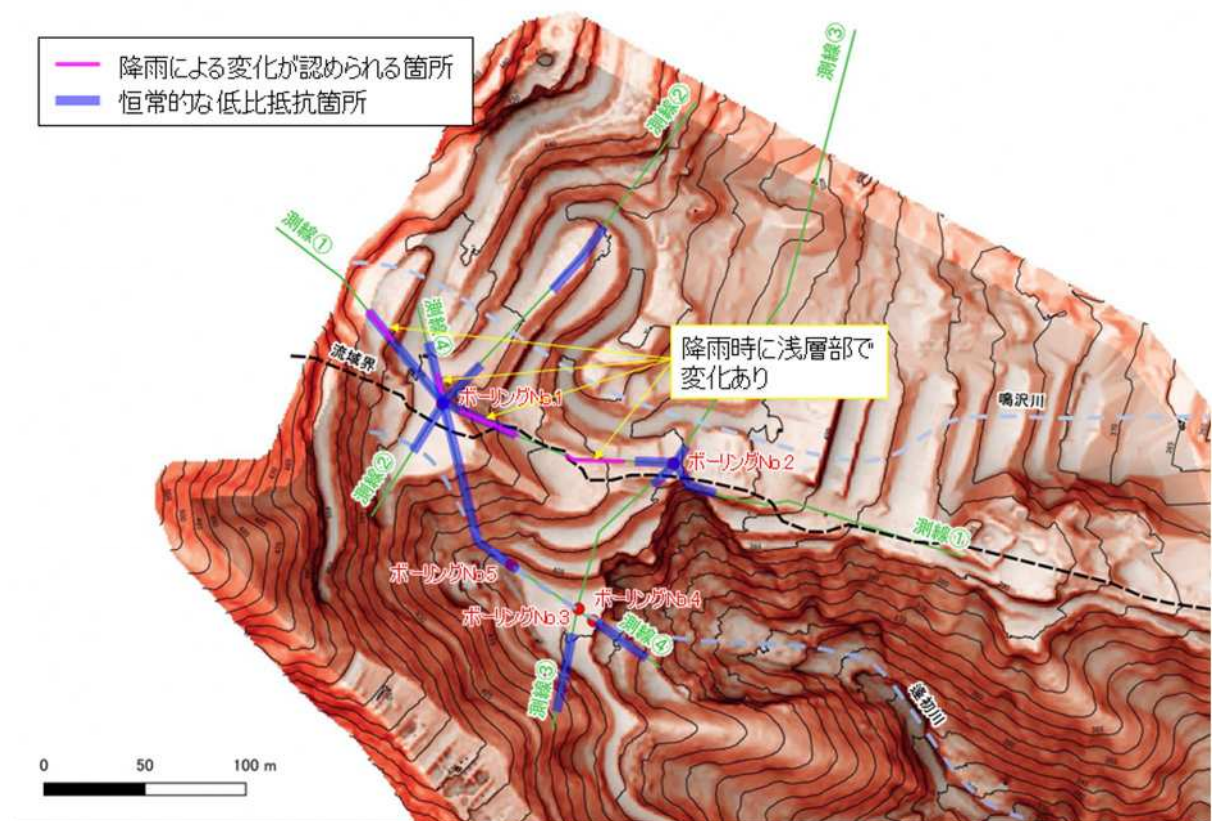 降雨による変化が認められる箇所
恒常的な低比抵抗箇所
測線③
測線②
測線①
測線④
流域界
降雨時に浅層部で
変化あり
ボーリングNo.1
鳴沢川
ボーリングNo.2
測線②
測線①
ボーリングNo.5
ボーリングNo.4
ボーリングNo.3
測線④
測線③
逢初川
0 50 100 m